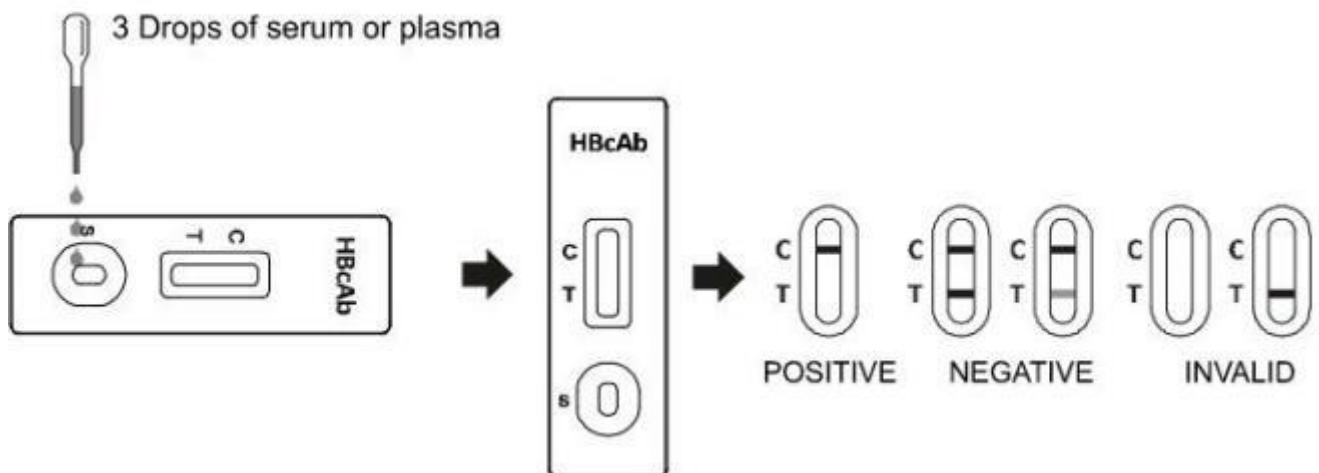 3 Drops of serum or plasma
S
T C
HBcAb
HBcAb
C
T
S
C
T
C
T
C
T
C
T
C
T
POSITIVE
NEGATIVE
INVALID